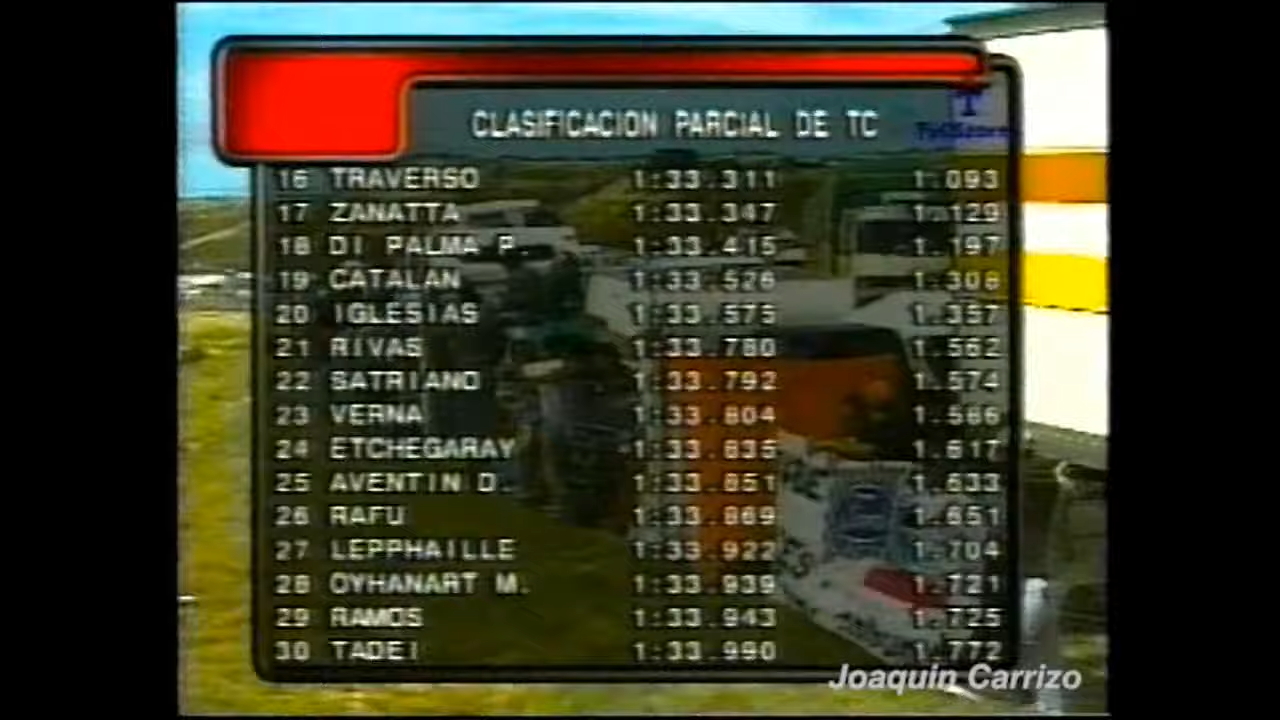 CLASIFICACION PARCIAL DE TC
16 TRAVERSO 1:33.311 1.093
17 ZANATTA 1:33.347 1.129
18 DI PALMA P. 1:33.415 1.197
19 CATALAN 1:33.526 1.308
20 IGLESIAS 1:33.575 1.357
21 RIVAS 1:33.780 1.562
22 SATRIANO 1:33.792 1.574
23 VERNA 1:33.804 1.586
24 ETCHEGARAY 1:33.835 1.617
25 AVENTIN D. 1:33.851 1.633
26 RAFU 1:33.869 1.651
27 LEPPHAILLE 1:33.922 1.704
28 OYHANART M. 1:33.939 1.721
29 RAMOS 1:33.943 1.725
30 TADEI 1:33.990 1.772
Joaquin Carrizo